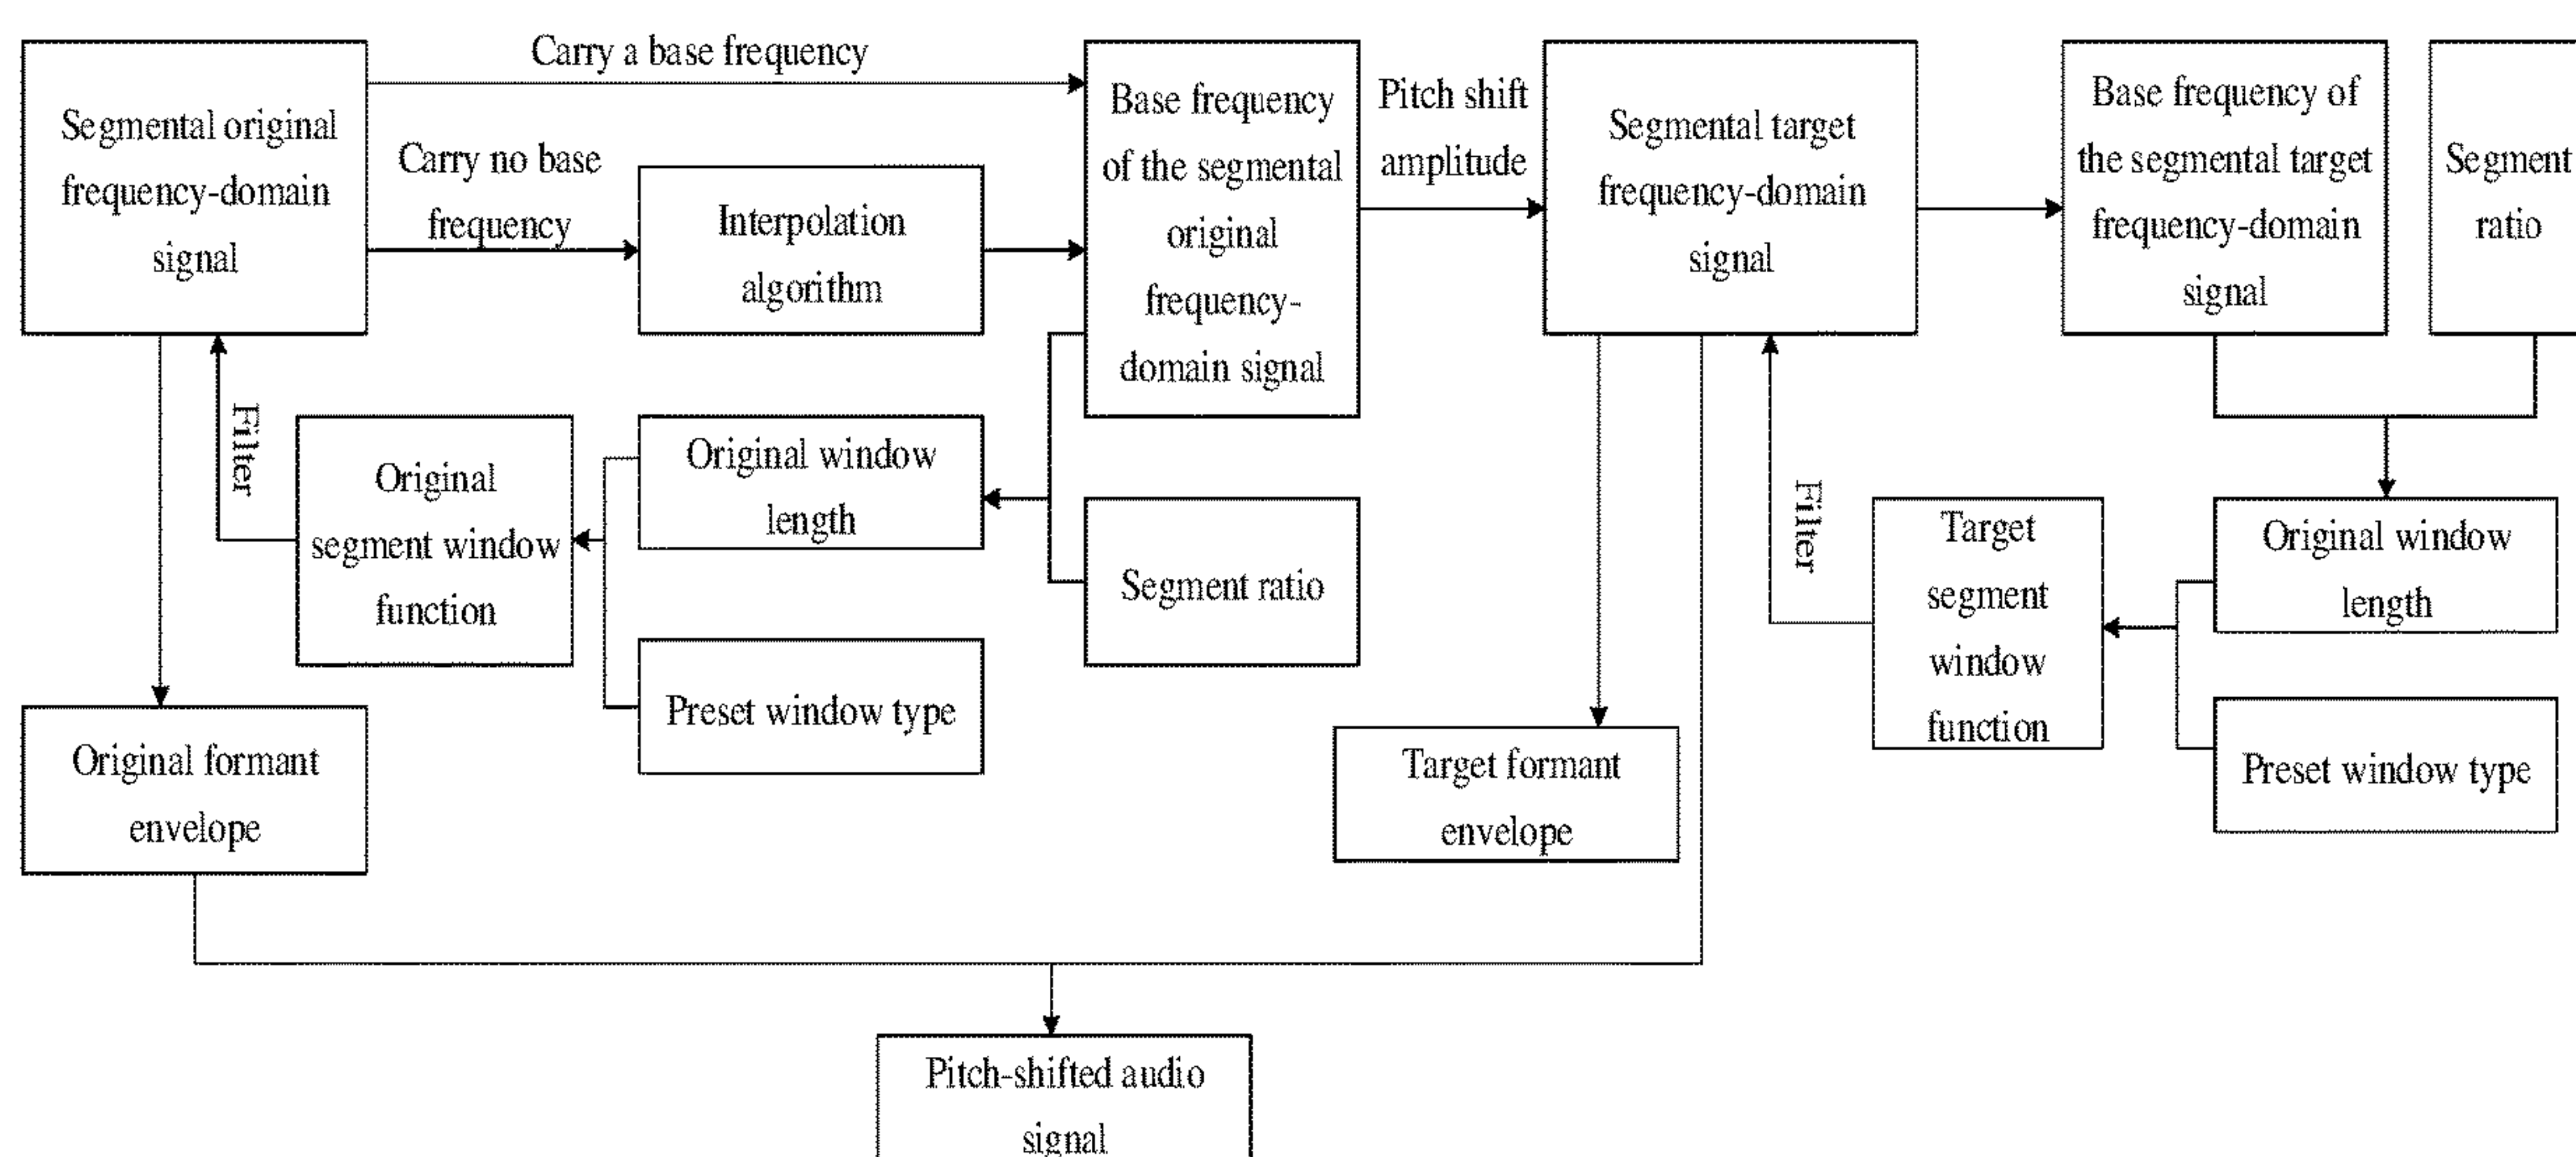 Carry a base frequency
Segmental original
frequency-domain
signal
Carry no base
frequency
Interpolation
algorithm
Base frequency
of the segmental
original
frequency-
domain signal
Pitch shift
amplitude
Segmental target
frequency-domain
signal
Base frequency of
the segmental target
frequency-domain
signal
Segment
ratio
Filter
Original
segment window
function
Original window
length
Preset window type
Segment ratio
Filter
Target
segment
window
function
Original window
length
Preset window type
Original formant
envelope
Target formant
envelope
Pitch-shifted audio
signal